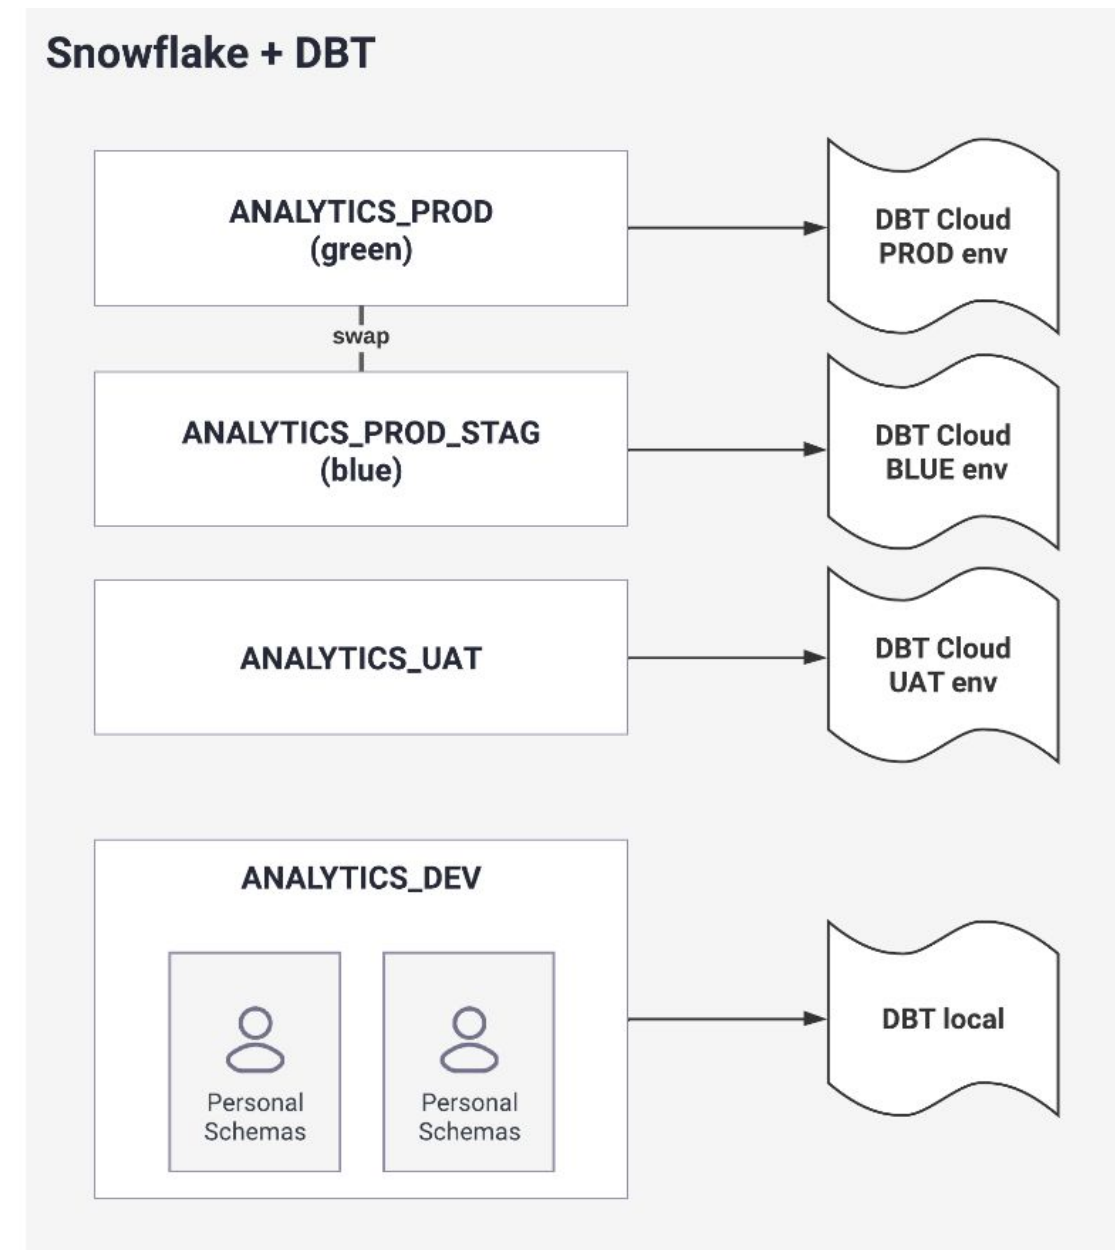 Snowflake + DBT
ANALYTICS_PROD
(green)
DBT Cloud
PROD env
swap
ANALYTICS_PROD_STAG
(blue)
DBT Cloud
BLUE env
ANALYTICS_UAT
DBT Cloud
UAT env
ANALYTICS_DEV
Personal
Schemas
Personal
Schemas
DBT local